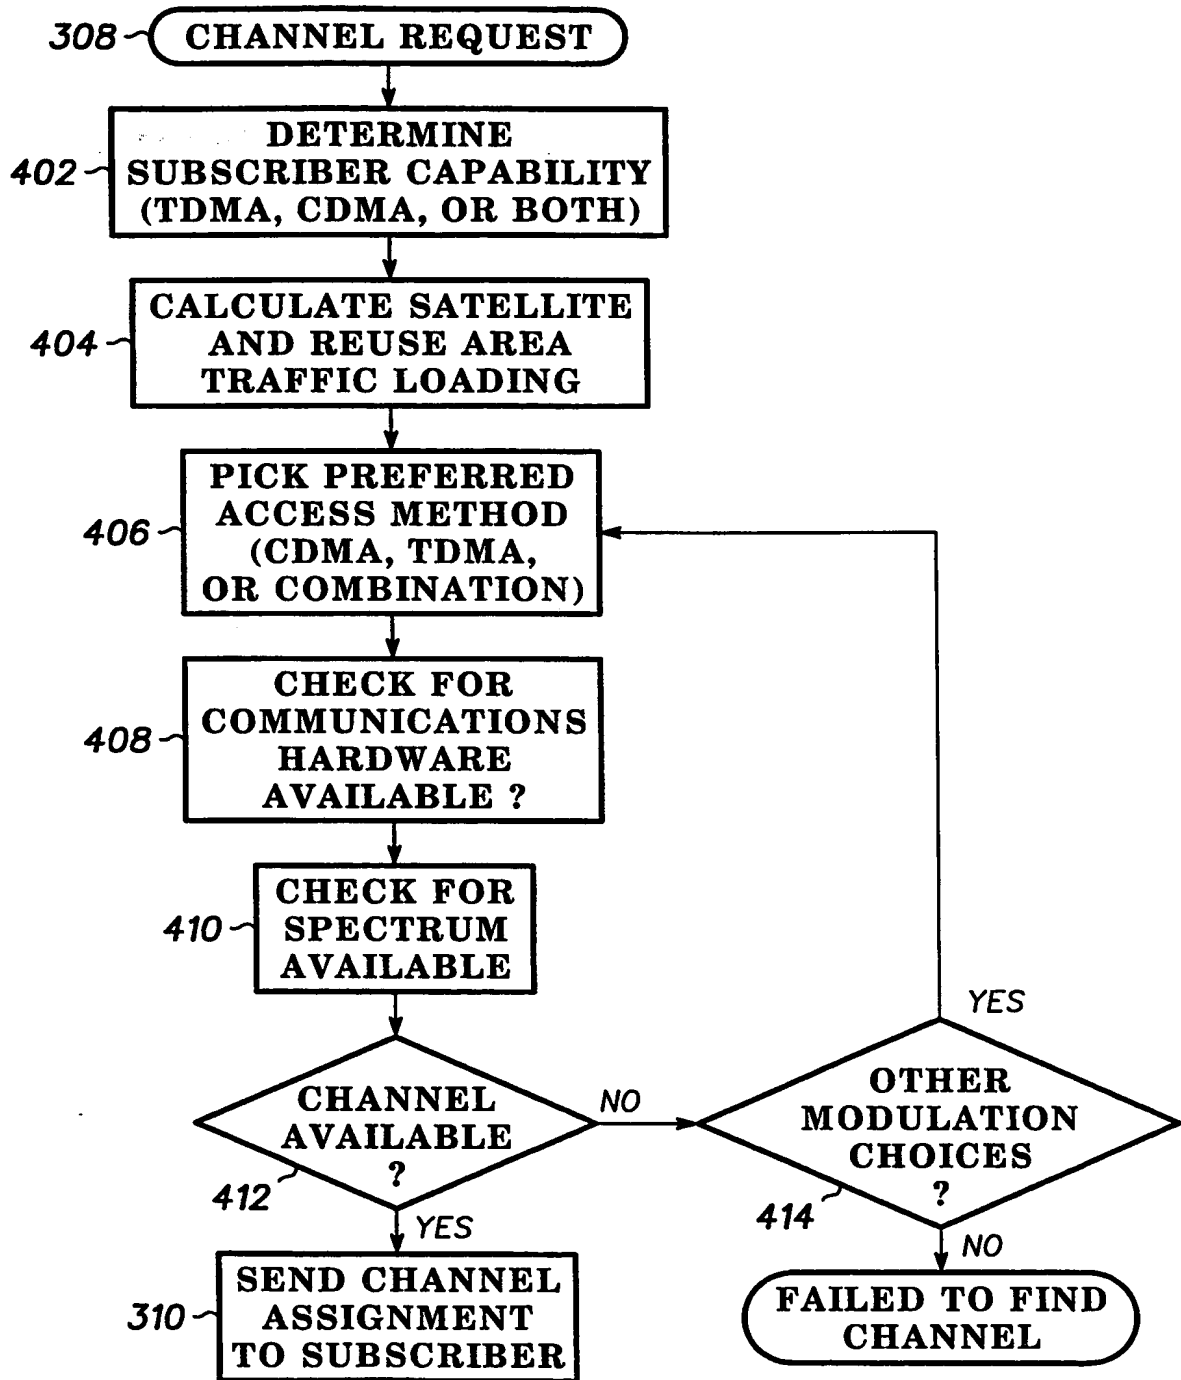 308
CHANNEL REQUEST
402
DETERMINE
SUBSCRIBER CAPABILITY
(TDMA, CDMA, OR BOTH)
404
CALCULATE SATELLITE
AND REUSE AREA
TRAFFIC LOADING
406
PICK PREFERRED
ACCESS METHOD
(CDMA, TDMA,
OR COMBINATION)
408
CHECK FOR
COMMUNICATIONS
HARDWARE
AVAILABLE ?
410
CHECK FOR
SPECTRUM
AVAILABLE
412
CHANNEL
AVAILABLE
?
NO
YES
414
OTHER
MODULATION
CHOICES
?
YES
NO
310
SEND CHANNEL
ASSIGNMENT
TO SUBSCRIBER
FAILED TO FIND
CHANNEL